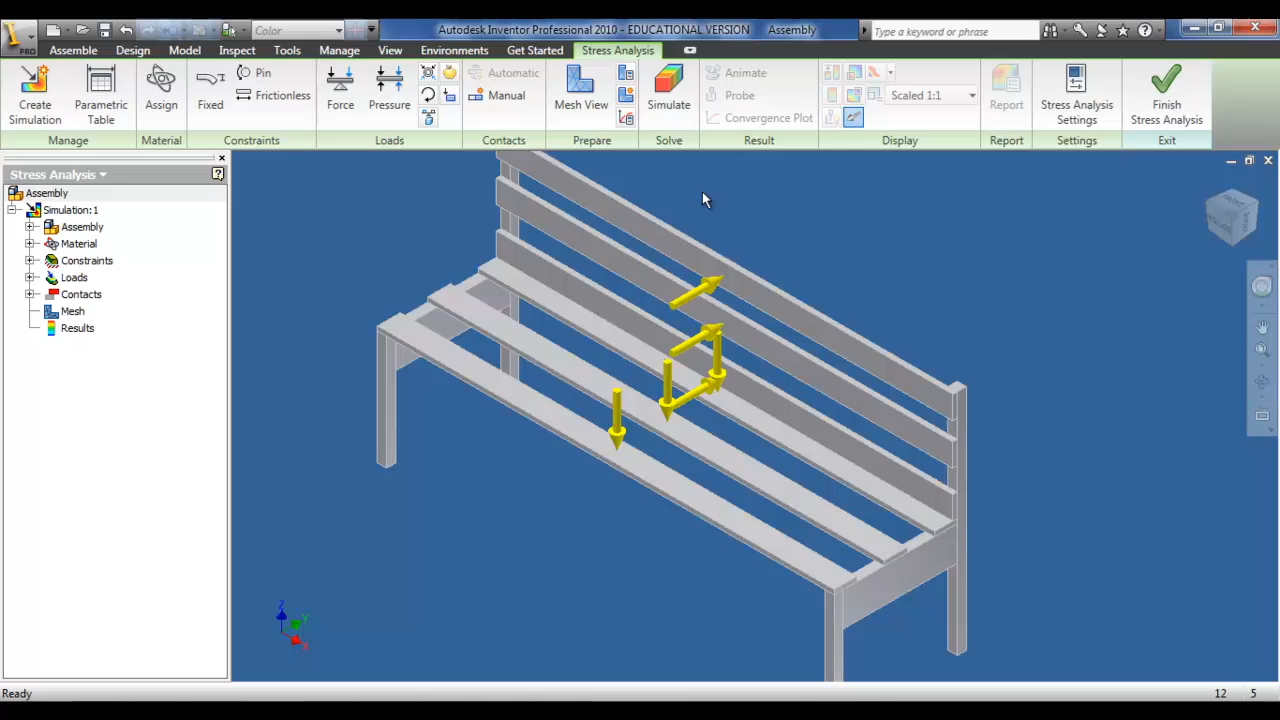 Color
Autodesk Inventor Professional 2010 - EDUCATIONAL VERSION Assembly
Type a keyword or phrase
PRO
Assembly Design Model Inspect Tools Manage View Environments Get Started Stress Analysis
Create Simulation
Parametric Table
Assign
Fixed
Pin
Frictionless
Force
Pressure
Automatic
Manual
Mesh View
Simulate
Animate
Probe
Convergence Plot
Scaled 1:1
Report
Stress Analysis Settings
Finish Stress Analysis
Manage Material Constraints Loads Contacts Prepare Solve Result Display Report Settings Exit
Stress Analysis
Assembly
Simulation:1
Assembly
Material
Constraints
Loads
Contacts
Mesh
Results
Z
Y
X
Ready
12 5